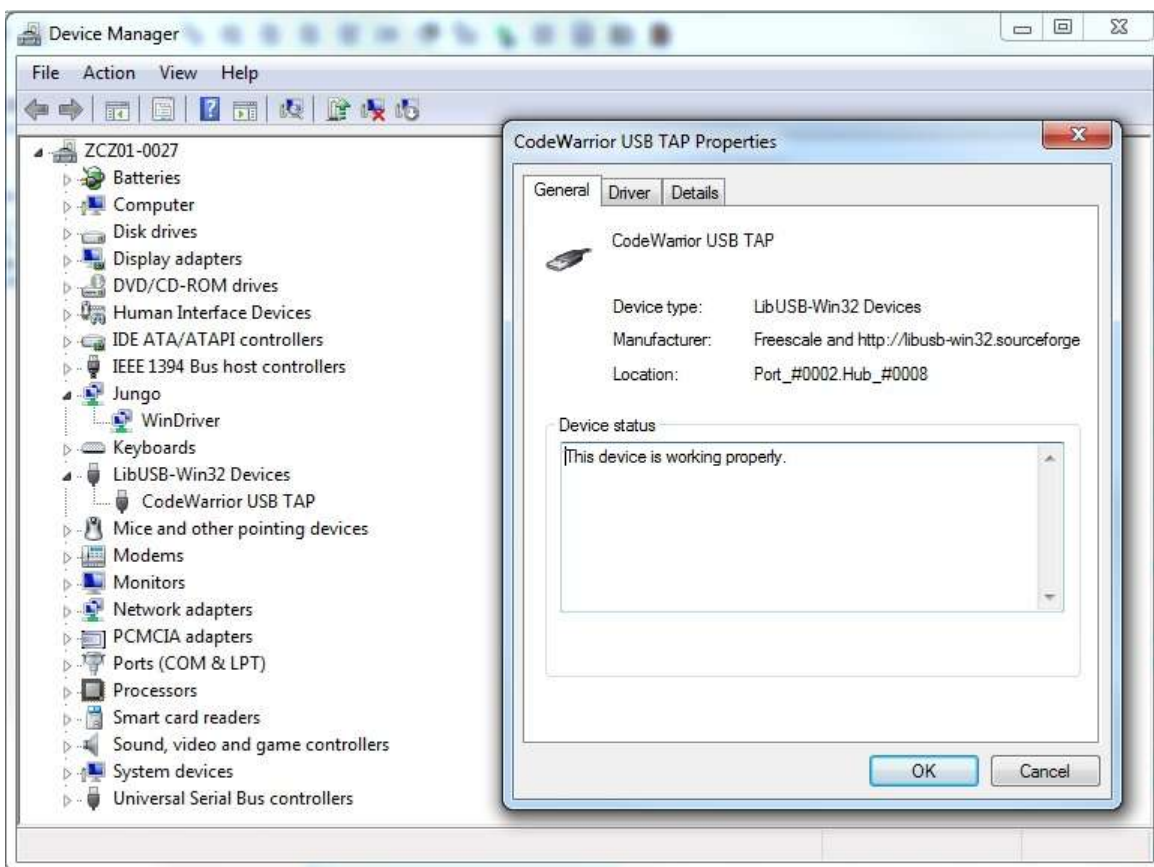 Device Manager
File Action View Help
ZCZ01-0027
Batteries
Computer
Disk drives
Display adapters
DVD/CD-ROM drives
Human Interface Devices
IDE ATA/ATAPI controllers
IEEE 1394 Bus host controllers
Jungo
WinDriver
Keyboards
LibUSB-Win32 Devices
CodeWarrior USB TAP
Mice and other pointing devices
Modems
Monitors
Network adapters
PCMCIA adapters
Ports (COM & LPT)
Processors
Smart card readers
Sound, video and game controllers
System devices
Universal Serial Bus controllers
CodeWarrior USB TAP Properties
General Driver Details
CodeWarrior USB TAP
Device type: LibUSB-Win32 Devices
Manufacturer: Freescale and http://libusb-win32.sourceforge
Location: Port_#0002.Hub_#0008
Device status
This device is working properly.
OK Cancel